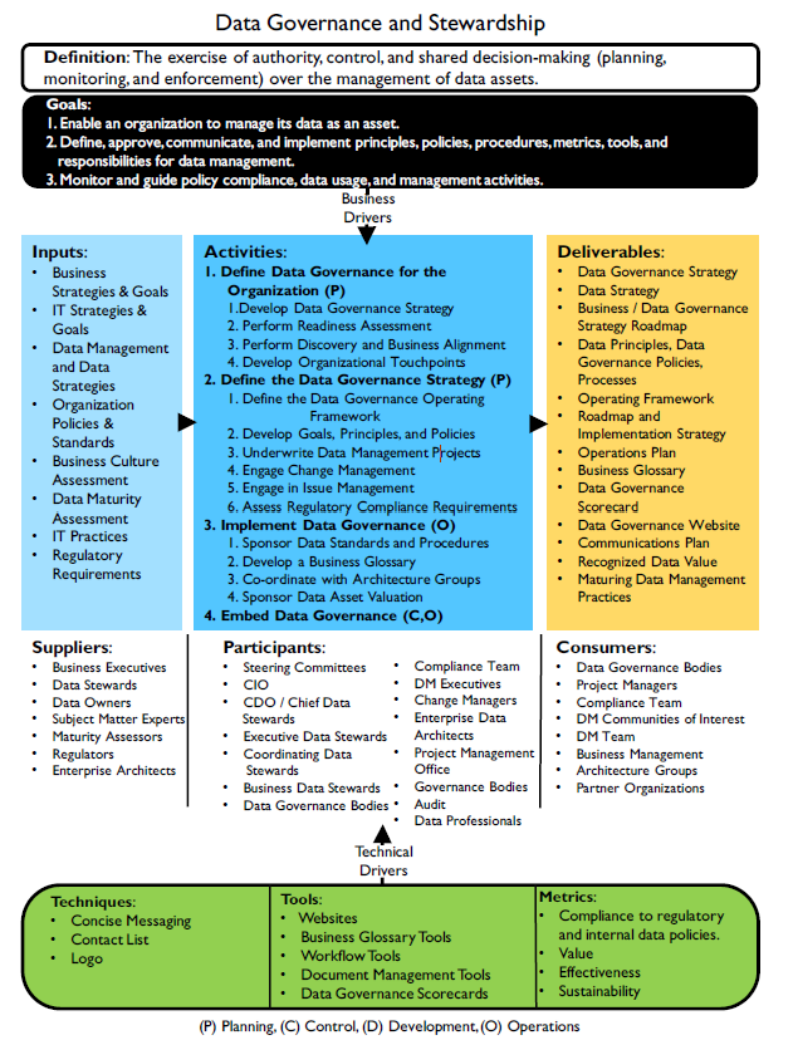 Data Governance and Stewardship
Definition: The exercise of authority, control, and shared decision-making (planning,
monitoring, and enforcement) over the management of data assets.
Goals:
1. Enable an organization to manage its data as an asset.
2. Define, approve, communicate, and implement principles, policies, procedures, metrics, tools, and
responsibilities for data management.
3. Monitor and guide policy compliance, data usage, and management activities.
Business
Drivers
Inputs:
• Business
Strategies & Goals
• IT Strategies &
Goals
• Data Management
and Data
Strategies
• Organization
Policies &
Standards
• Business Culture
Assessment
• Data Maturity
Assessment
• IT Practices
• Regulatory
Requirements
Activities:
1. Define Data Governance for the
Organization (P)
1.Develop Data Governance Strategy
2. Perform Readiness Assessment
3. Perform Discovery and Business Alignment
4. Develop Organizational Touchpoints
2. Define the Data Governance Strategy (P)
1. Define the Data Governance Operating
Framework
2. Develop Goals, Principles, and Policies
3. Underwrite Data Management Projects
4. Engage Change Management
5. Engage in Issue Management
6. Assess Regulatory Compliance Requirements
3. Implement Data Governance (O)
1. Sponsor Data Standards and Procedures
2. Develop a Business Glossary
3. Co-ordinate with Architecture Groups
4. Sponsor Data Asset Valuation
4. Embed Data Governance (C,O)
Deliverables:
• Data Governance Strategy
• Data Strategy
• Business / Data Governance
Strategy Roadmap
• Data Principles, Data
Governance Policies,
Processes
• Operating Framework
• Roadmap and
Implementation Strategy
• Operations Plan
• Business Glossary
• Data Governance
Scorecard
• Data Governance Website
• Communications Plan
• Recognized Data Value
• Maturing Data Management
Practices
Suppliers:
• Business Executives
• Data Stewards
• Data Owners
• Subject Matter Experts
• Maturity Assessors
• Regulators
• Enterprise Architects
Participants:
• Steering Committees
• CIO
• CDO / Chief Data
Stewards
• Executive Data Stewards
• Coordinating Data
Stewards
• Business Data Stewards
• Data Governance Bodies
• Compliance Team
• DM Executives
• Change Managers
• Enterprise Data
Architects
• Project Management
Office
• Governance Bodies
• Audit
• Data Professionals
Consumers:
• Data Governance Bodies
• Project Managers
• Compliance Team
• DM Communities of Interest
• DM Team
• Business Management
• Architecture Groups
• Partner Organizations
Technical
Drivers
Techniques:
• Concise Messaging
• Contact List
• Logo
Tools:
• Websites
• Business Glossary Tools
• Workflow Tools
• Document Management Tools
• Data Governance Scorecards
Metrics:
• Compliance to regulatory
and internal data policies.
• Value
• Effectiveness
• Sustainability
(P) Planning, (C) Control, (D) Development, (O) Operations